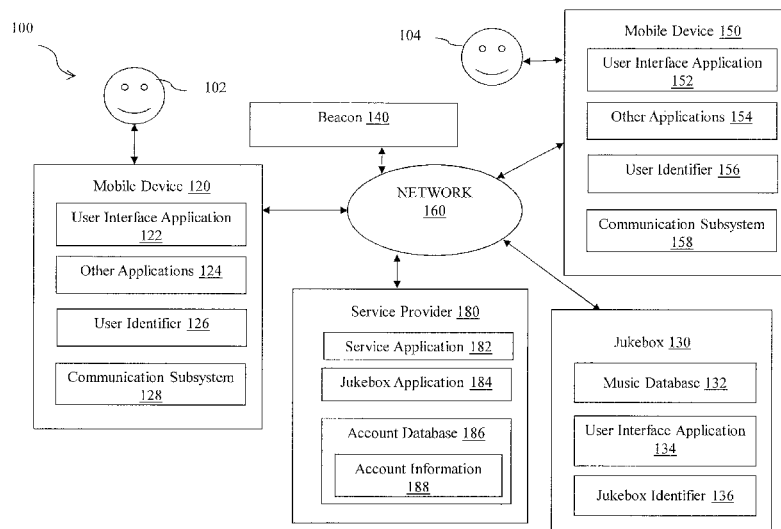 100
102
104
Mobile Device 150
User Interface Application
152
Other Applications 154
User Identifier 156
Communication Subsystem
158
Beacon 140
Mobile Device 120
User Interface Application
122
Other Applications 124
User Identifier 126
Communication Subsystem
128
NETWORK
160
Service Provider 180
Service Application 182
Jukebox Application 184
Account Database 186
Account Information
188
Jukebox 130
Music Database 132
User Interface Application
134
Jukebox Identifier 136